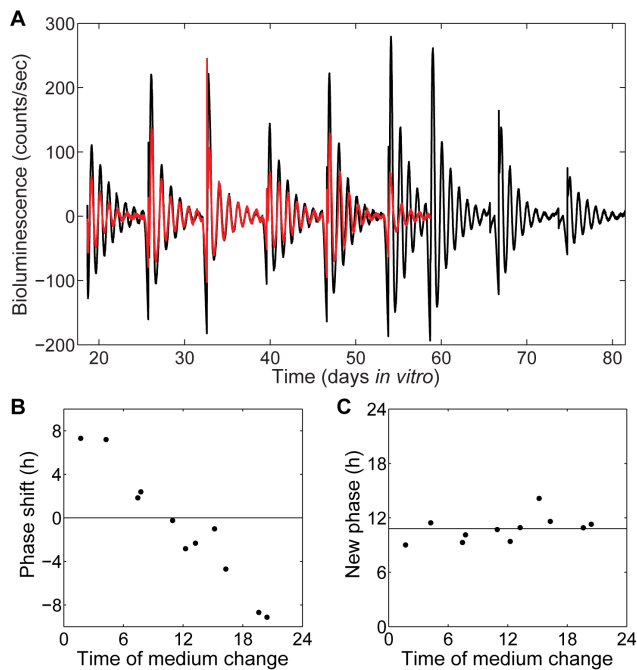 A
300
200
100
0
−100
−200
Bioluminescence (counts/sec)
20 30 40 50 60 70 80
Time (days in vitro)
B
8
4
0
−4
−8
Phase shift (h)
0 6 12 18 24
Time of medium change
C
24
18
12
6
0
New phase (h)
0 6 12 18 24
Time of medium change